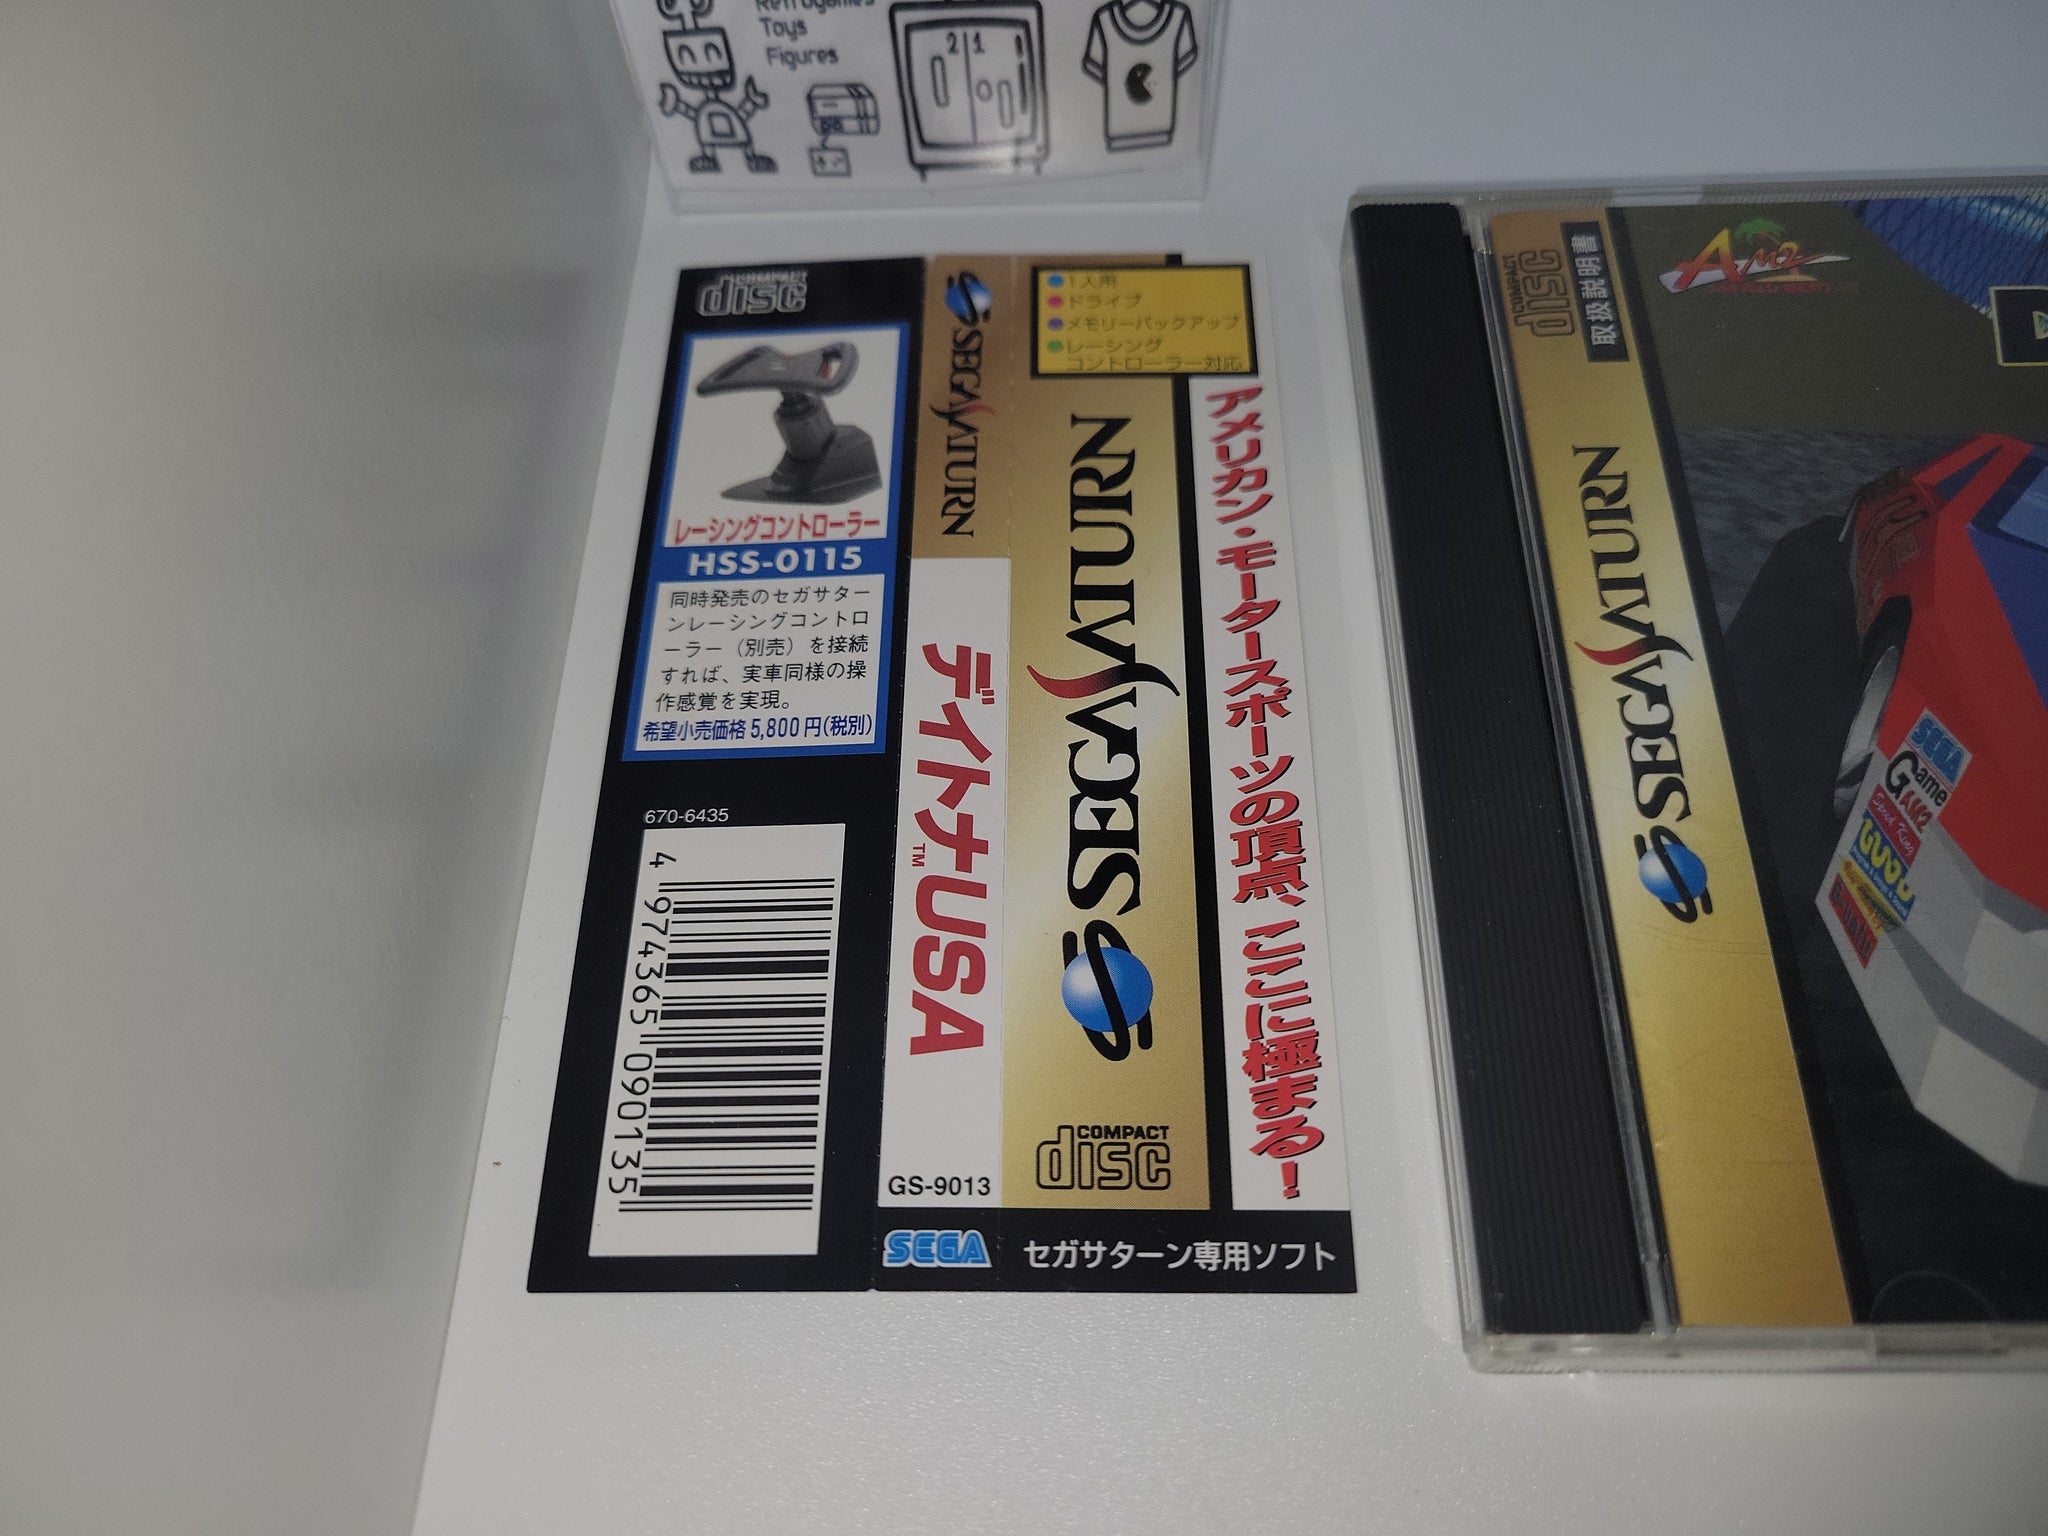 Retrogames
Toys
Figures
21
COMPACT
disc
レーシングコントローラー
HSS-0115
同時発売のセガサター
ンレーシングコントロ
ーラー（別売）を接続
すれば、実車同様の操
作感覚を実現。
希望小売価格 5,800円(税別)
670-6435
4 974365 090135
SEGA SATURN
デイトナUSA
TM
GS-9013
SEGA
●1人用
●ドライブ
●メモリーバックアップ
●レーシング
コントローラー対応
SEGA SATURN
COMPACT
disc
アメリカン・モータースポーツの頂点、ここに極まる！
セガサターン専用ソフト
COMPACT
disc
取扱説明書
SEGA SATURN
AM2
SEGA
Game
AM2
Speed King